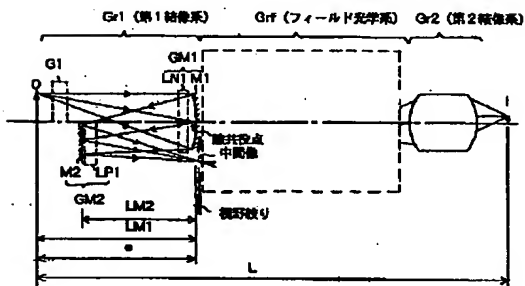 Gr1 (第1結像系)
Grf (フィールド光学系)
Gr2 (第2結像系)
GM1
G1
LN1 M1
O
I
瞳共役点
中間像
M2
LP1
GM2
LM2
視野絞り
LM1
L